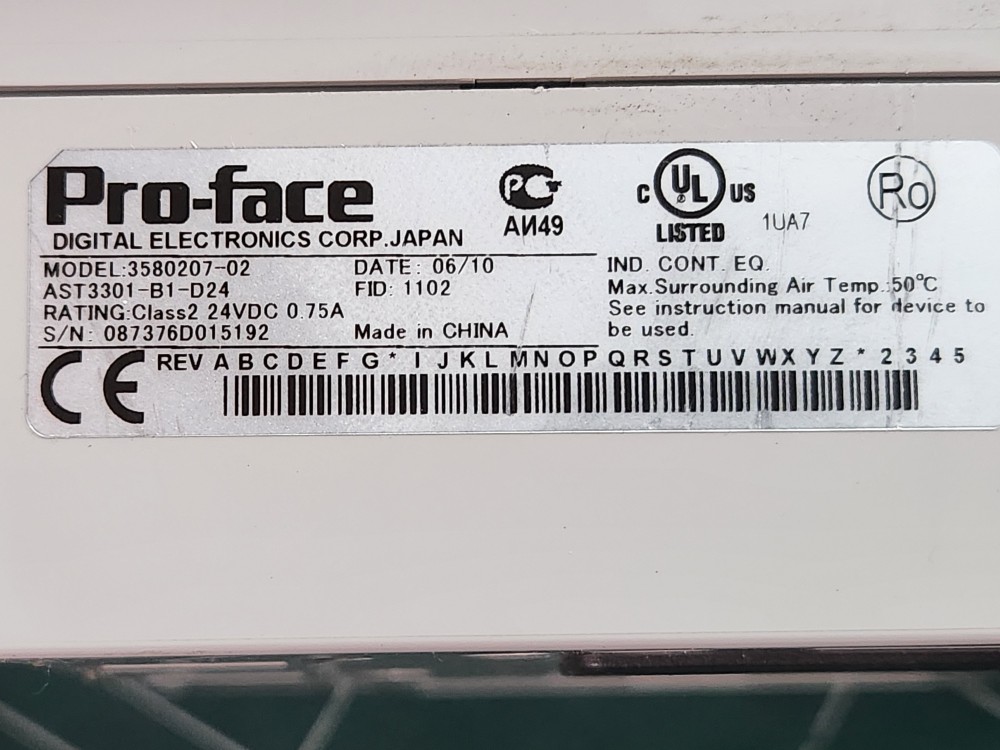 Pro-face
DIGITAL ELECTRONICS CORP.JAPAN
MODEL:3580207-02
DATE: 06/10
AST3301-B1-D24
FID: 1102
RATING:Class2 24VDC 0.75A
S/N: 087376D015192
Made in CHINA
PC
АИ49
C UL US
LISTED
1UA7
Ro
IND. CONT. EQ.
Max.Surrounding Air Temp.:50°C
See instruction manual for device to
be used.
CE
REV A B C D E F G * I J K L M N O P Q R S T U V W X Y Z * 2 3 4 5